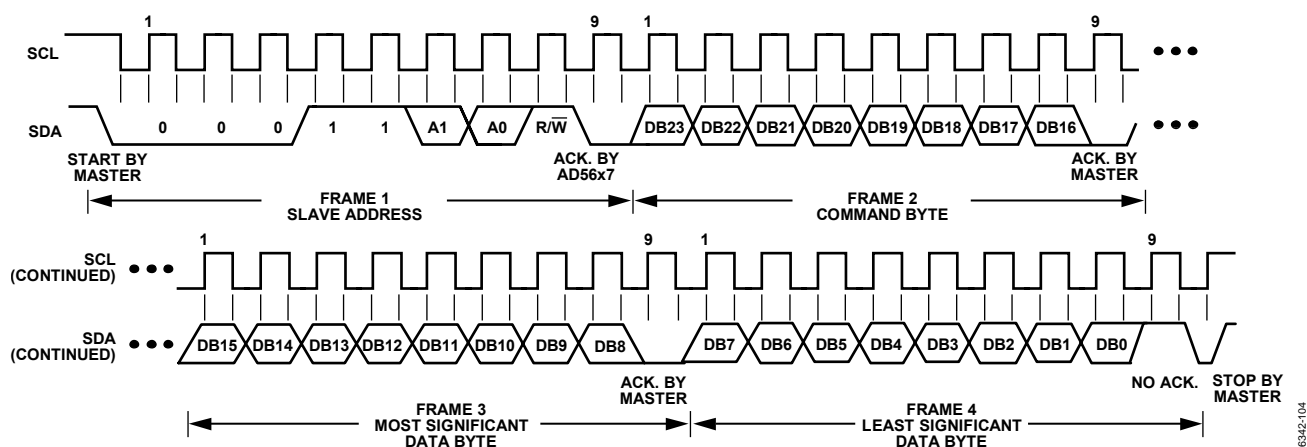 1 9 1 9
SCL
SDA 0 0 0 1 1 A1 A0 R/W̅ DB23 DB22 DB21 DB20 DB19 DB18 DB17 DB16
START BY
MASTER
ACK. BY
AD56x7
ACK. BY
MASTER
FRAME 1
SLAVE ADDRESS
FRAME 2
COMMAND BYTE
1 9 1 9
SCL
(CONTINUED)
SDA
(CONTINUED)
DB15 DB14 DB13 DB12 DB11 DB10 DB9 DB8 DB7 DB6 DB5 DB4 DB3 DB2 DB1 DB0
ACK. BY
MASTER
NO ACK.
STOP BY
MASTER
FRAME 3
MOST SIGNIFICANT
DATA BYTE
FRAME 4
LEAST SIGNIFICANT
DATA BYTE
6342-104